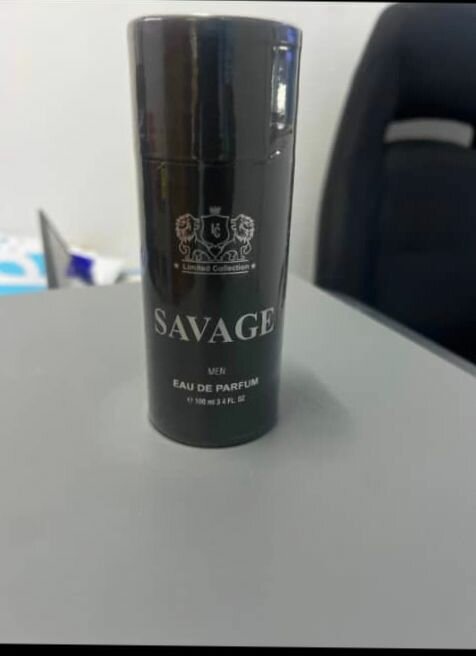 ★ Limited Collection ★
SAVAGE
MEN
EAU DE PARFUM
℮ 100 ml 3.4 FL. OZ